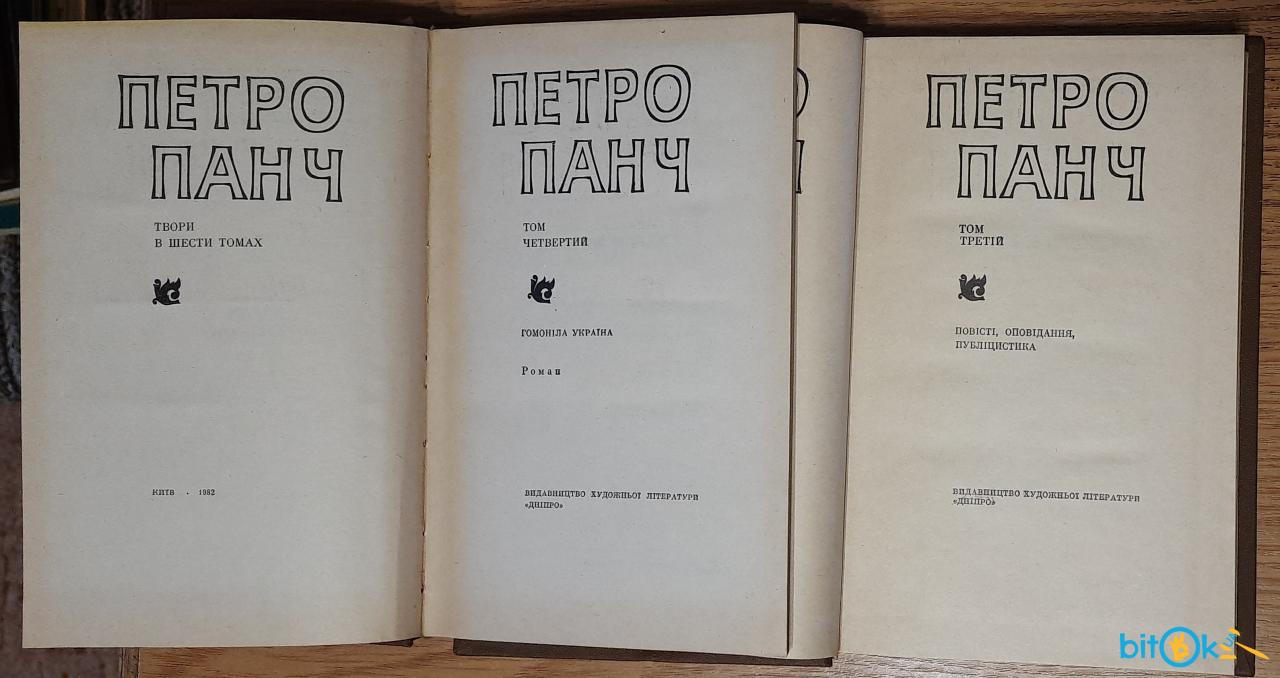 ПЕТРО
ПАНЧ
ТВОРИ
В ШЕСТИ ТОМАХ
КИЇВ · 1982
ПЕТРО
ПАНЧ
ТОМ
ЧЕТВЕРТИЙ
ГОМОНІЛА УКРАЇНА
Роман
ВИДАВНИЦТВО ХУДОЖНЬОЇ ЛІТЕРАТУРИ
«ДНІПРО»
ПЕТРО
ПАНЧ
ТОМ
ТРЕТІЙ
ПОВІСТІ, ОПОВІДАННЯ,
ПУБЛІЦИСТИКА
ВИДАВНИЦТВО ХУДОЖНЬОЇ ЛІТЕРАТУРИ
«ДНІПРО»